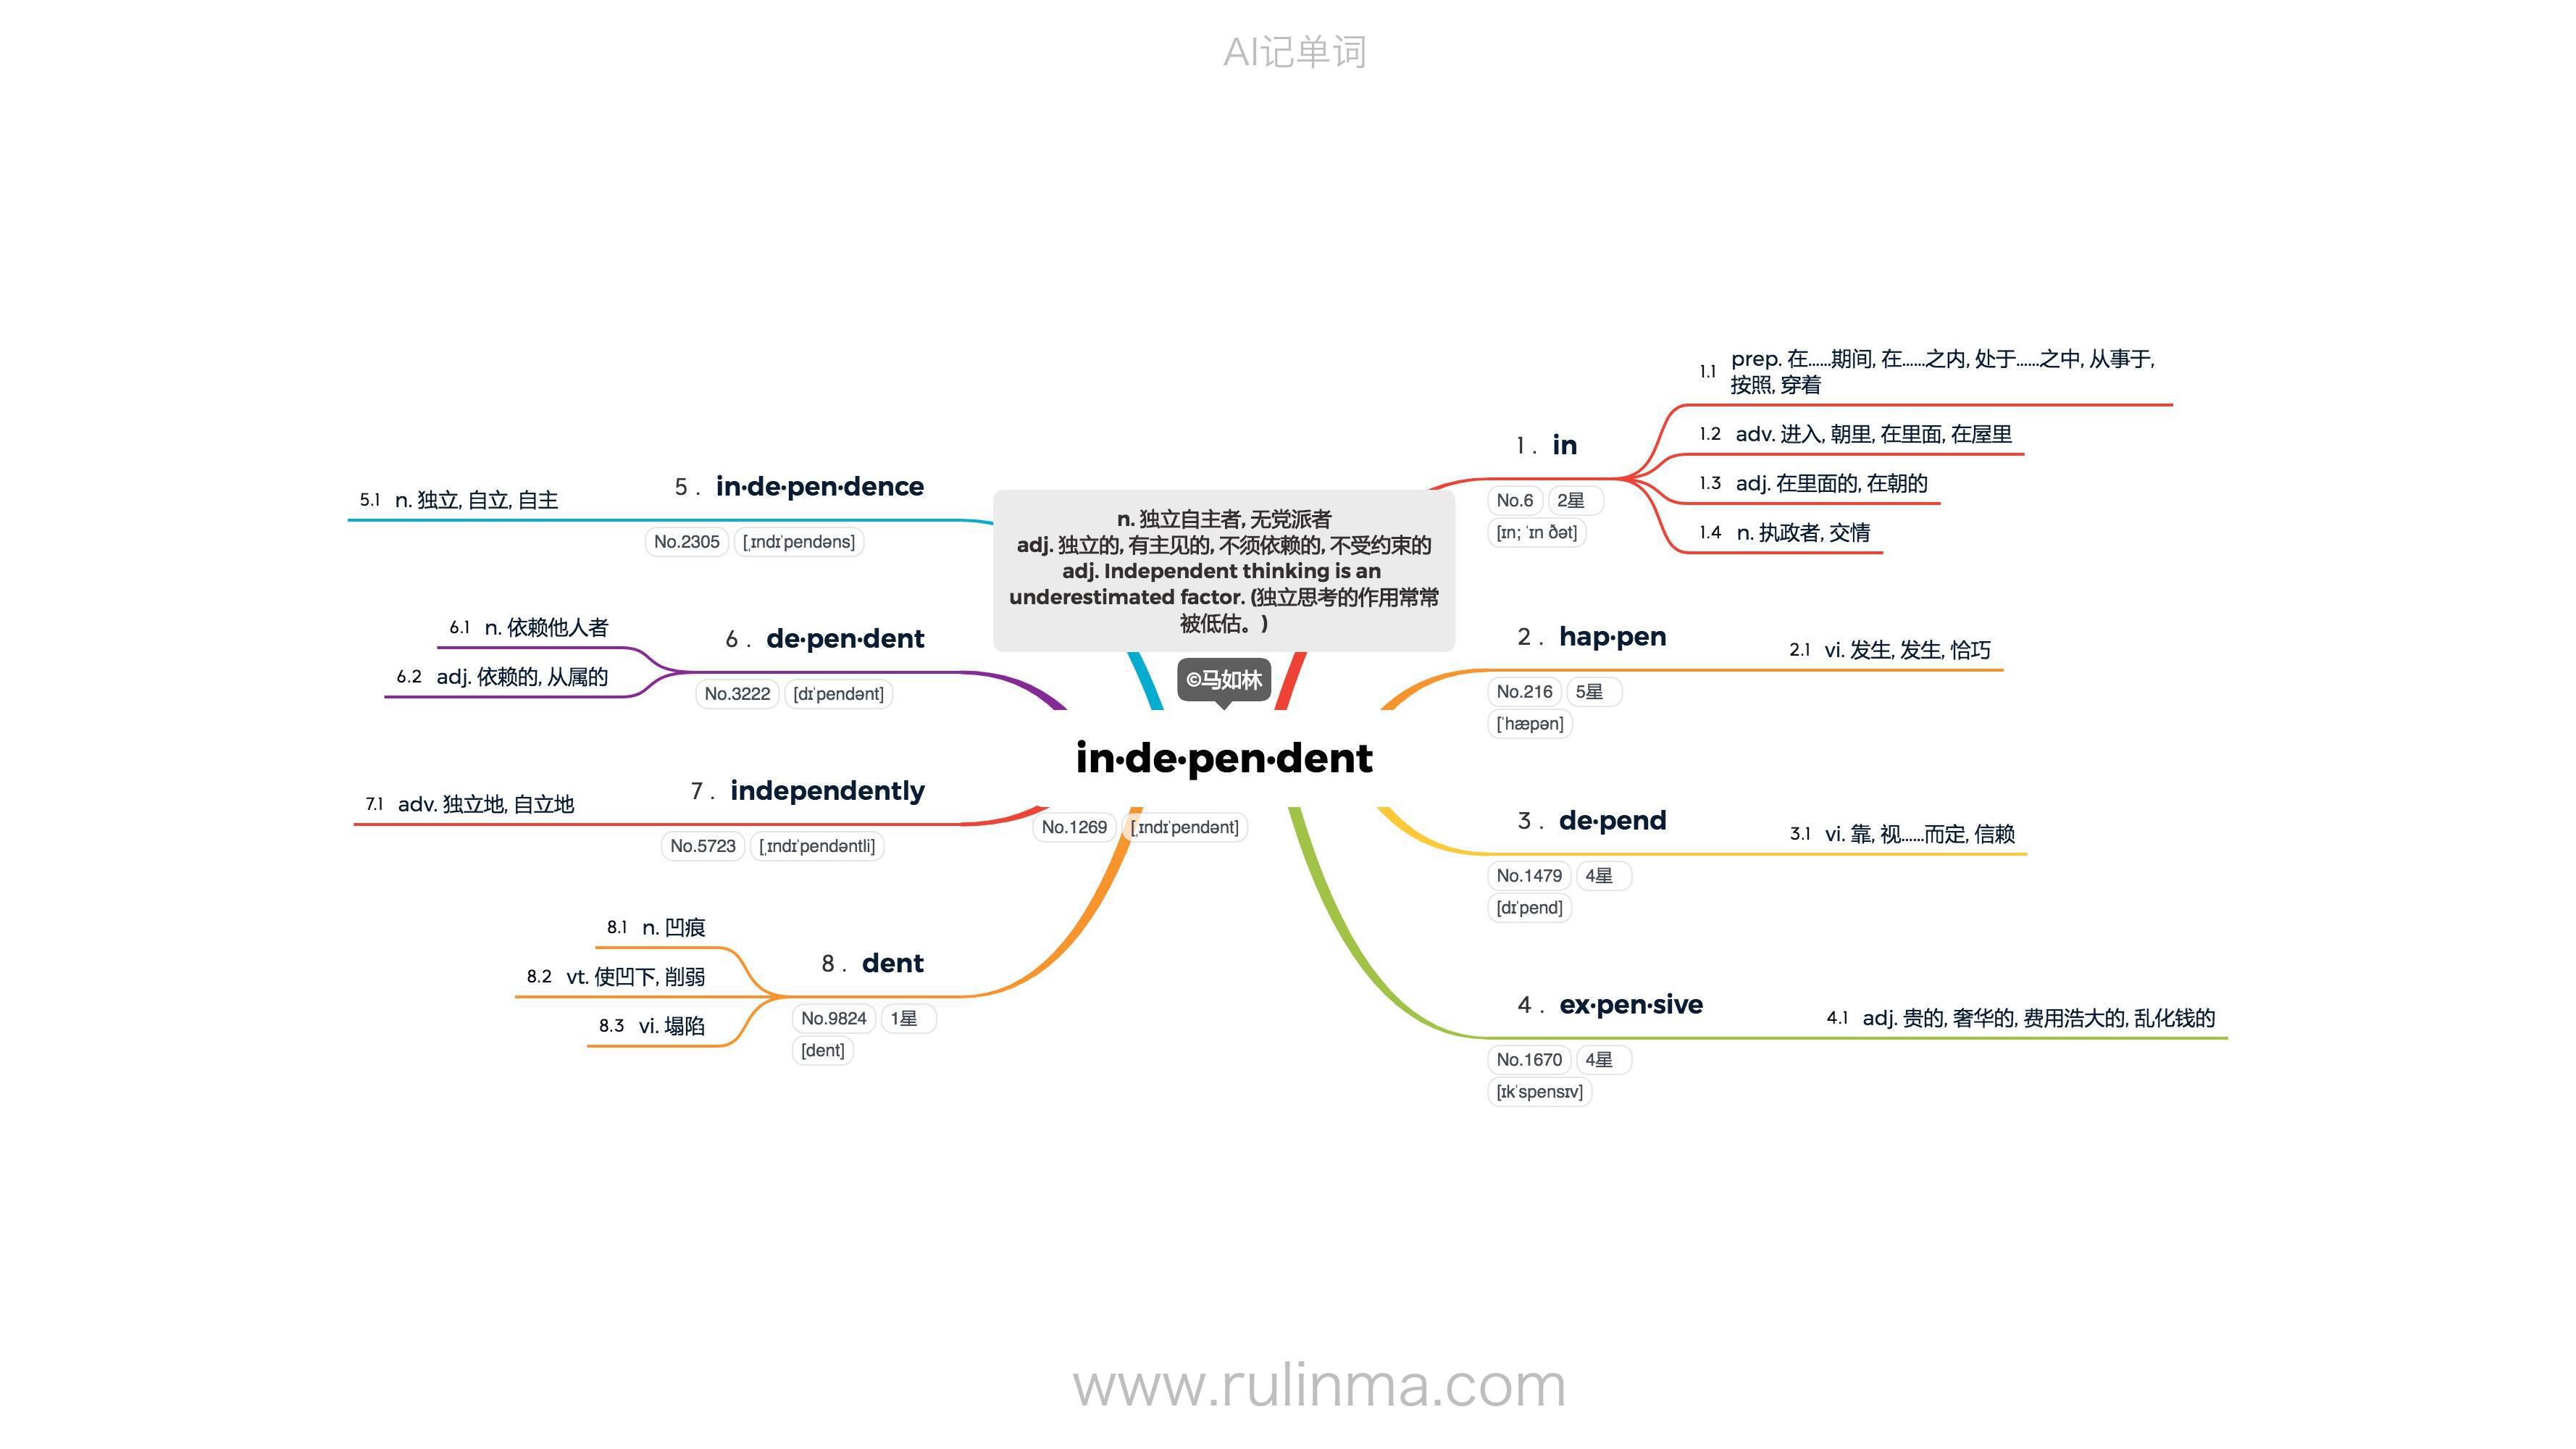 AI记单词
n. 独立自主者, 无党派者
adj. 独立的, 有主见的, 不须依赖的, 不受约束的
adj. Independent thinking is an
underestimated factor. (独立思考的作用常常
被低估。)
©马如林
in·de·pen·dent
No.1269 [ˌɪndɪˈpendənt]
1. in
No.6 2星
[ɪn; ˈɪn ðət]
1.1 prep. 在……期间, 在……之内, 处于……之中, 从事于,
按照, 穿着
1.2 adv. 进入, 朝里, 在里面, 在屋里
1.3 adj. 在里面的, 在朝的
1.4 n. 执政者, 交情
2. hap·pen
No.216 5星
[ˈhæpən]
2.1 vi. 发生, 发生, 恰巧
3. de·pend
No.1479 4星
[dɪˈpend]
3.1 vi. 靠, 视……而定, 信赖
4. ex·pen·sive
No.1670 4星
[ɪkˈspensɪv]
4.1 adj. 贵的, 奢华的, 费用浩大的, 乱化钱的
5. in·de·pen·dence
No.2305 [ˌɪndɪˈpendəns]
5.1 n. 独立, 自立, 自主
6. de·pen·dent
No.3222 [dɪˈpendənt]
6.1 n. 依赖他人者
6.2 adj. 依赖的, 从属的
7. independently
No.5723 [ˌɪndɪˈpendəntli]
7.1 adv. 独立地, 自立地
8. dent
No.9824 1星
[dent]
8.1 n. 凹痕
8.2 vt. 使凹下, 削弱
8.3 vi. 塌陷
www.rulinma.com